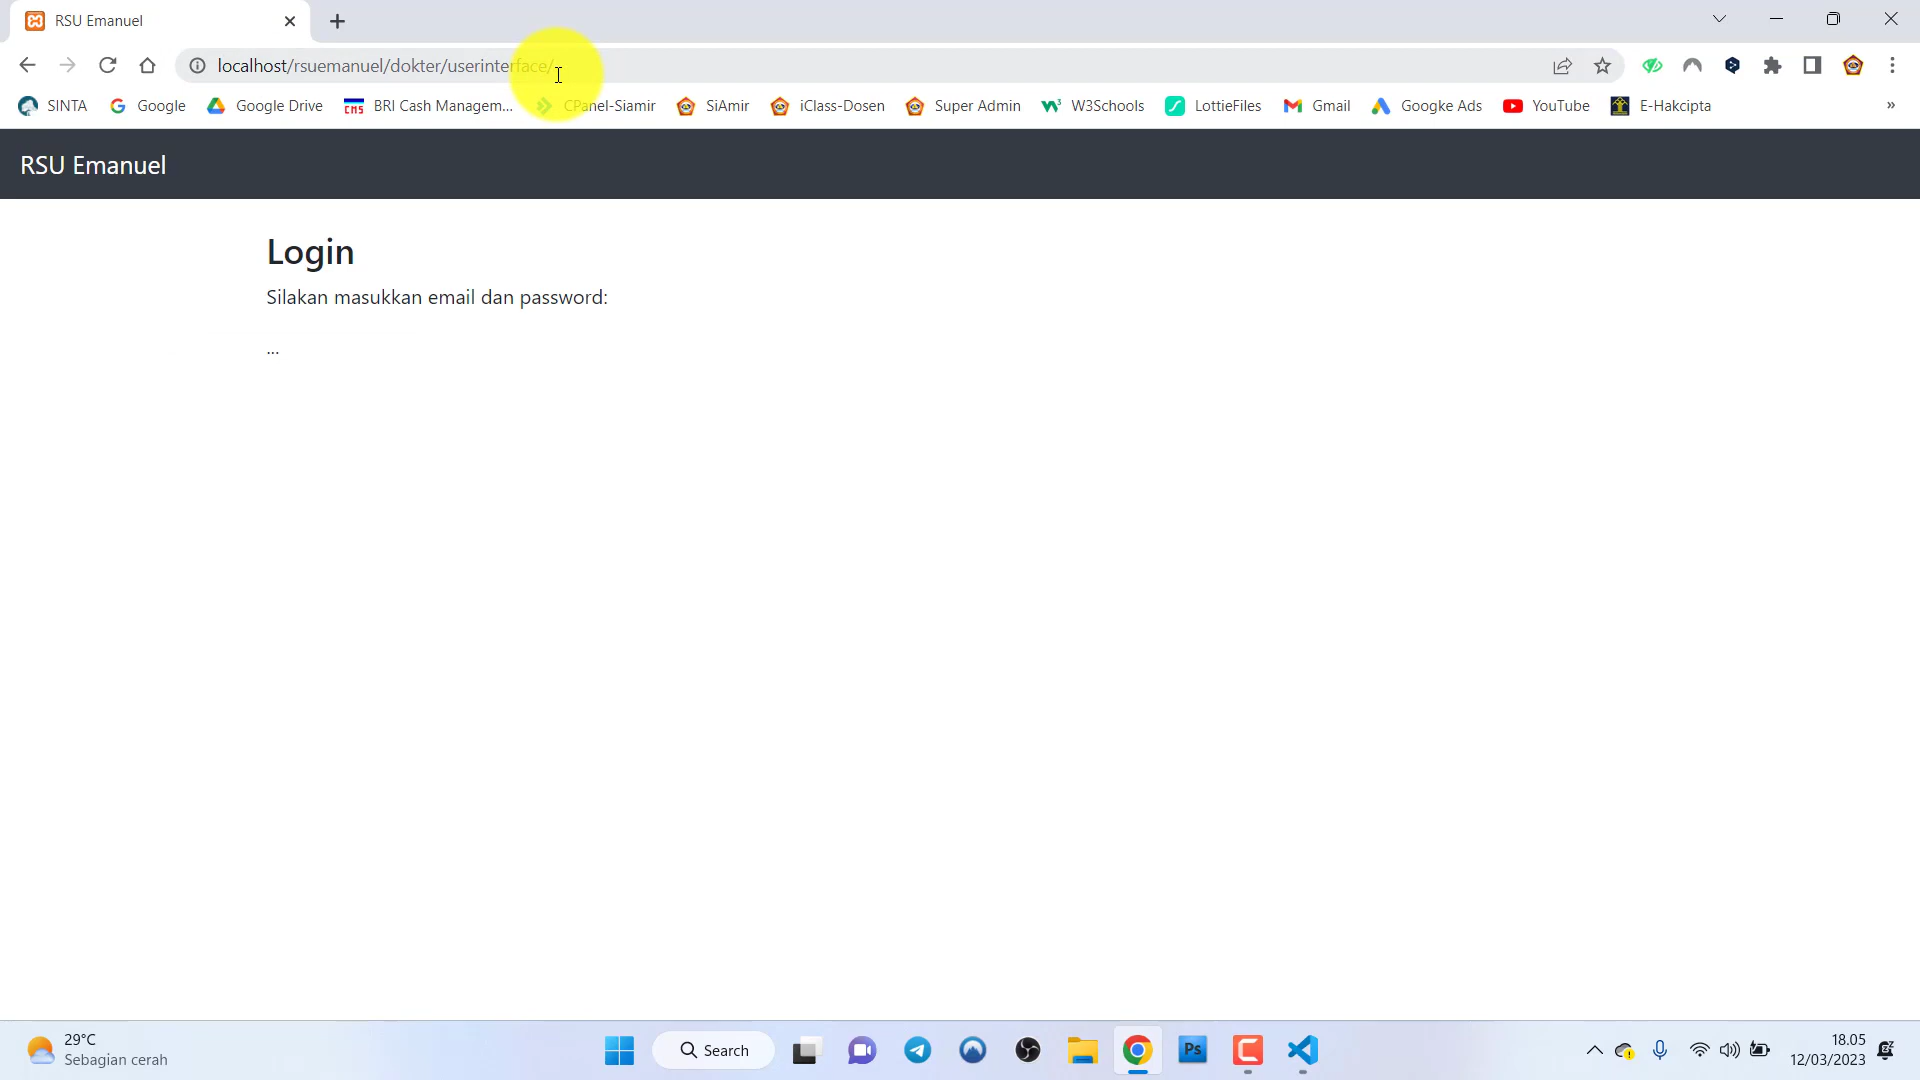 RSU Emanuel
localhost/rsuemanuel/dokter/userinterface/
SINTA
Google
Google Drive
BRI Cash Managem...
CPanel-Siamir
SiAmir
iClass-Dosen
Super Admin
W3Schools
LottieFiles
Gmail
Googke Ads
YouTube
E-Hakcipta
»
RSU Emanuel
Login
Silakan masukkan email dan password:
...
29°C
Sebagian cerah
Search
Ps
18.05
12/03/2023